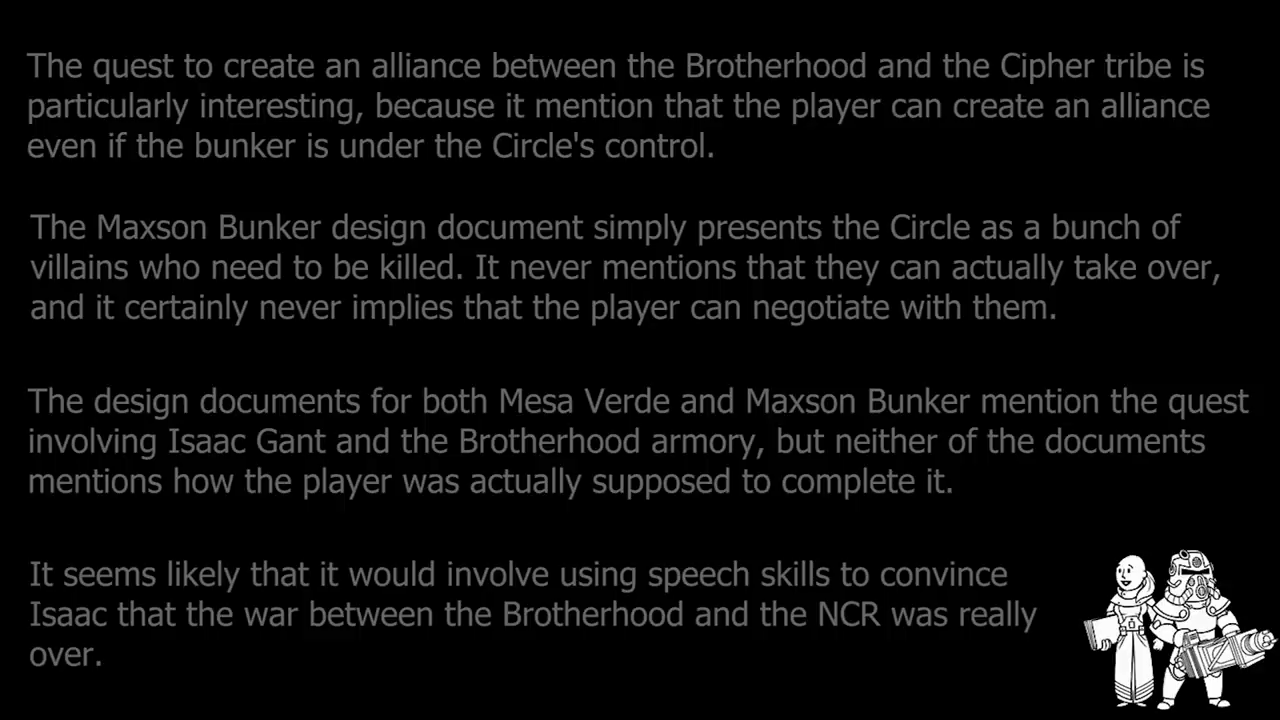 The quest to create an alliance between the Brotherhood and the Cipher tribe is
particularly interesting, because it mention that the player can create an alliance
even if the bunker is under the Circle's control.
The Maxson Bunker design document simply presents the Circle as a bunch of
villains who need to be killed. It never mentions that they can actually take over,
and it certainly never implies that the player can negotiate with them.
The design documents for both Mesa Verde and Maxson Bunker mention the quest
involving Isaac Gant and the Brotherhood armory, but neither of the documents
mentions how the player was actually supposed to complete it.
It seems likely that it would involve using speech skills to convince
Isaac that the war between the Brotherhood and the NCR was really
over.